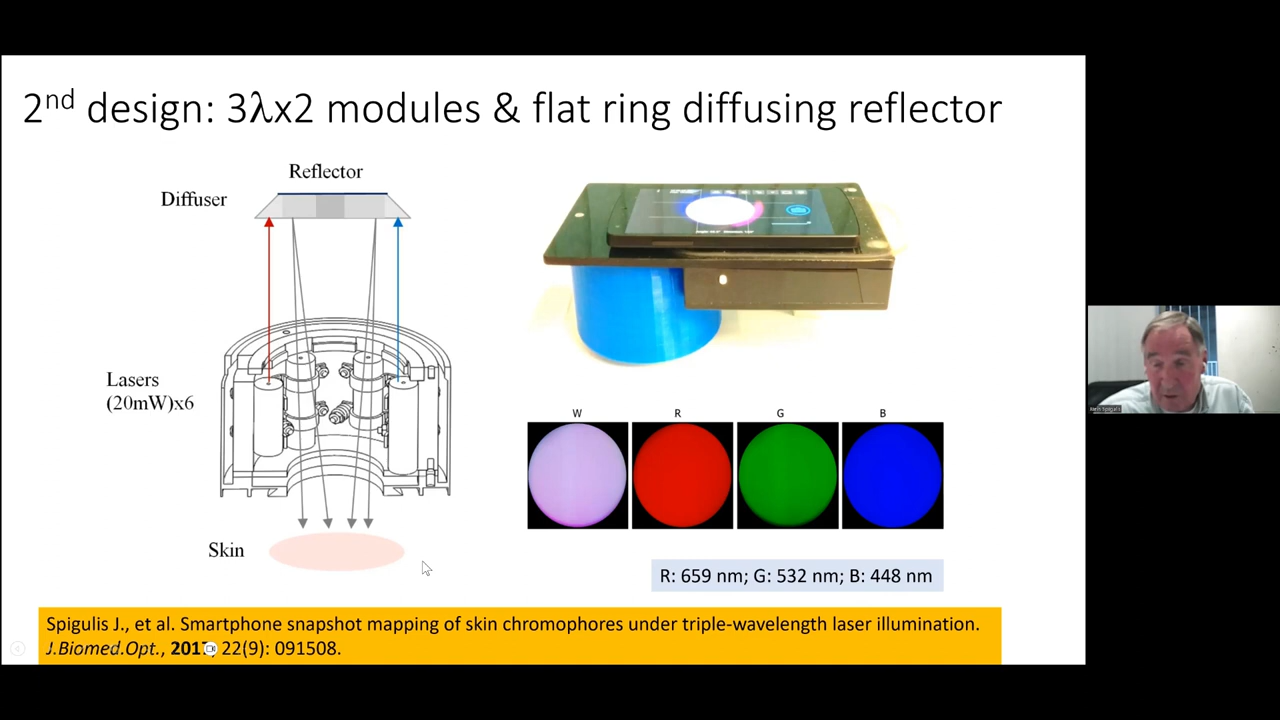 2nd design: 3λx2 modules & flat ring diffusing reflector
Reflector
Diffuser
Lasers
(20mW)x6
Skin
W R G B
R: 659 nm; G: 532 nm; B: 448 nm
Spigulis J., et al. Smartphone snapshot mapping of skin chromophores under triple-wavelength laser illumination.
J.Biomed.Opt., 2017, 22(9): 091508.